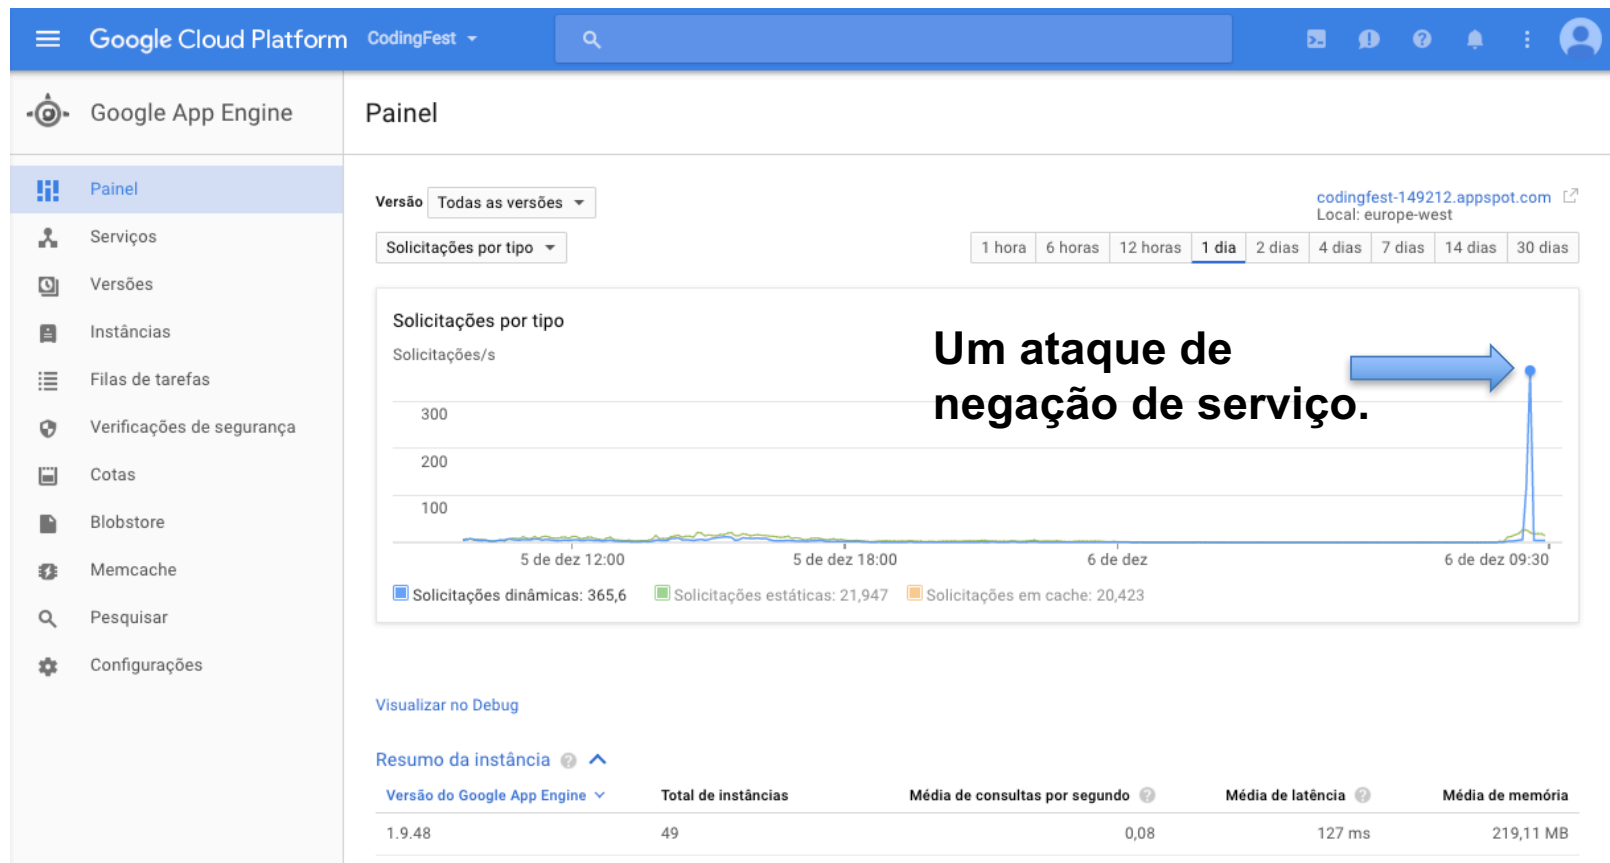 Google Cloud Platform CodingFest
Google App Engine
Painel
Painel
Serviços
Versões
Instâncias
Filas de tarefas
Verificações de segurança
Cotas
Blobstore
Memcache
Pesquisar
Configurações
Versão Todas as versões
codingfest-149212.appspot.com
Local: europe-west
Solicitações por tipo
1 hora 6 horas 12 horas 1 dia 2 dias 4 dias 7 dias 14 dias 30 dias
Solicitações por tipo
Solicitações/s
Um ataque de
negação de serviço.
300
200
100
5 de dez 12:00 5 de dez 18:00 6 de dez 6 de dez 09:30
Solicitações dinâmicas: 365,6 Solicitações estáticas: 21,947 Solicitações em cache: 20,423
Visualizar no Debug
Resumo da instância
Versão do Google App Engine Total de instâncias Média de consultas por segundo Média de latência Média de memória
1.9.48 49 0,08 127 ms 219,11 MB